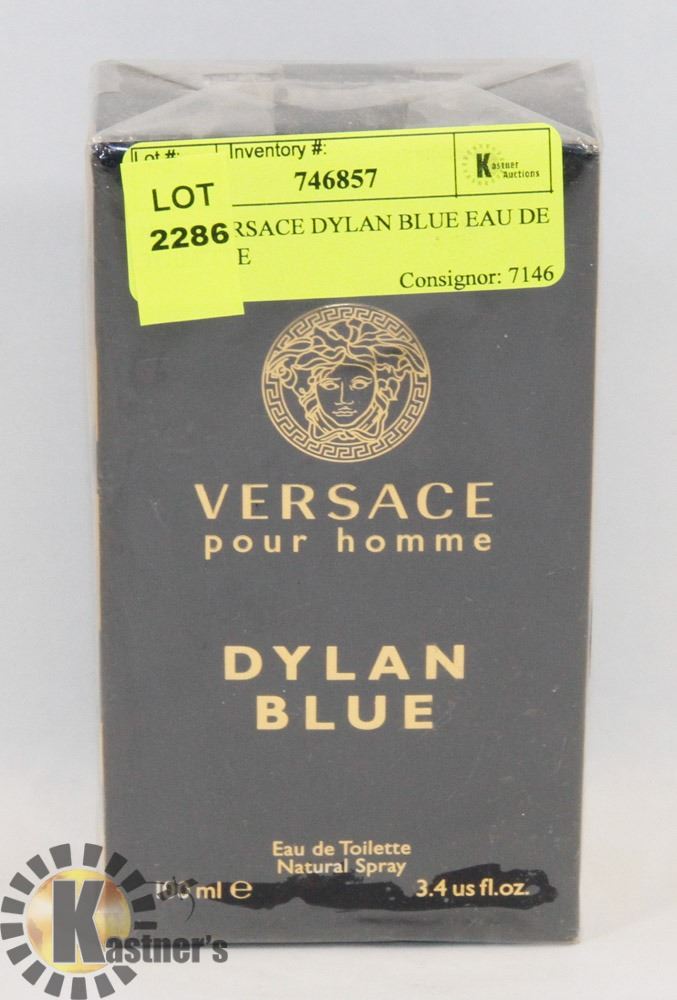 Lot #:
Inventory #:
746857
Kastner
Auctions
LOT
2286
RSACE DYLAN BLUE EAU DE
E
Consignor: 7146
VERSACE
pour homme
DYLAN
BLUE
Eau de Toilette
Natural Spray
ml e
3.4 us fl.oz.
Kastner's